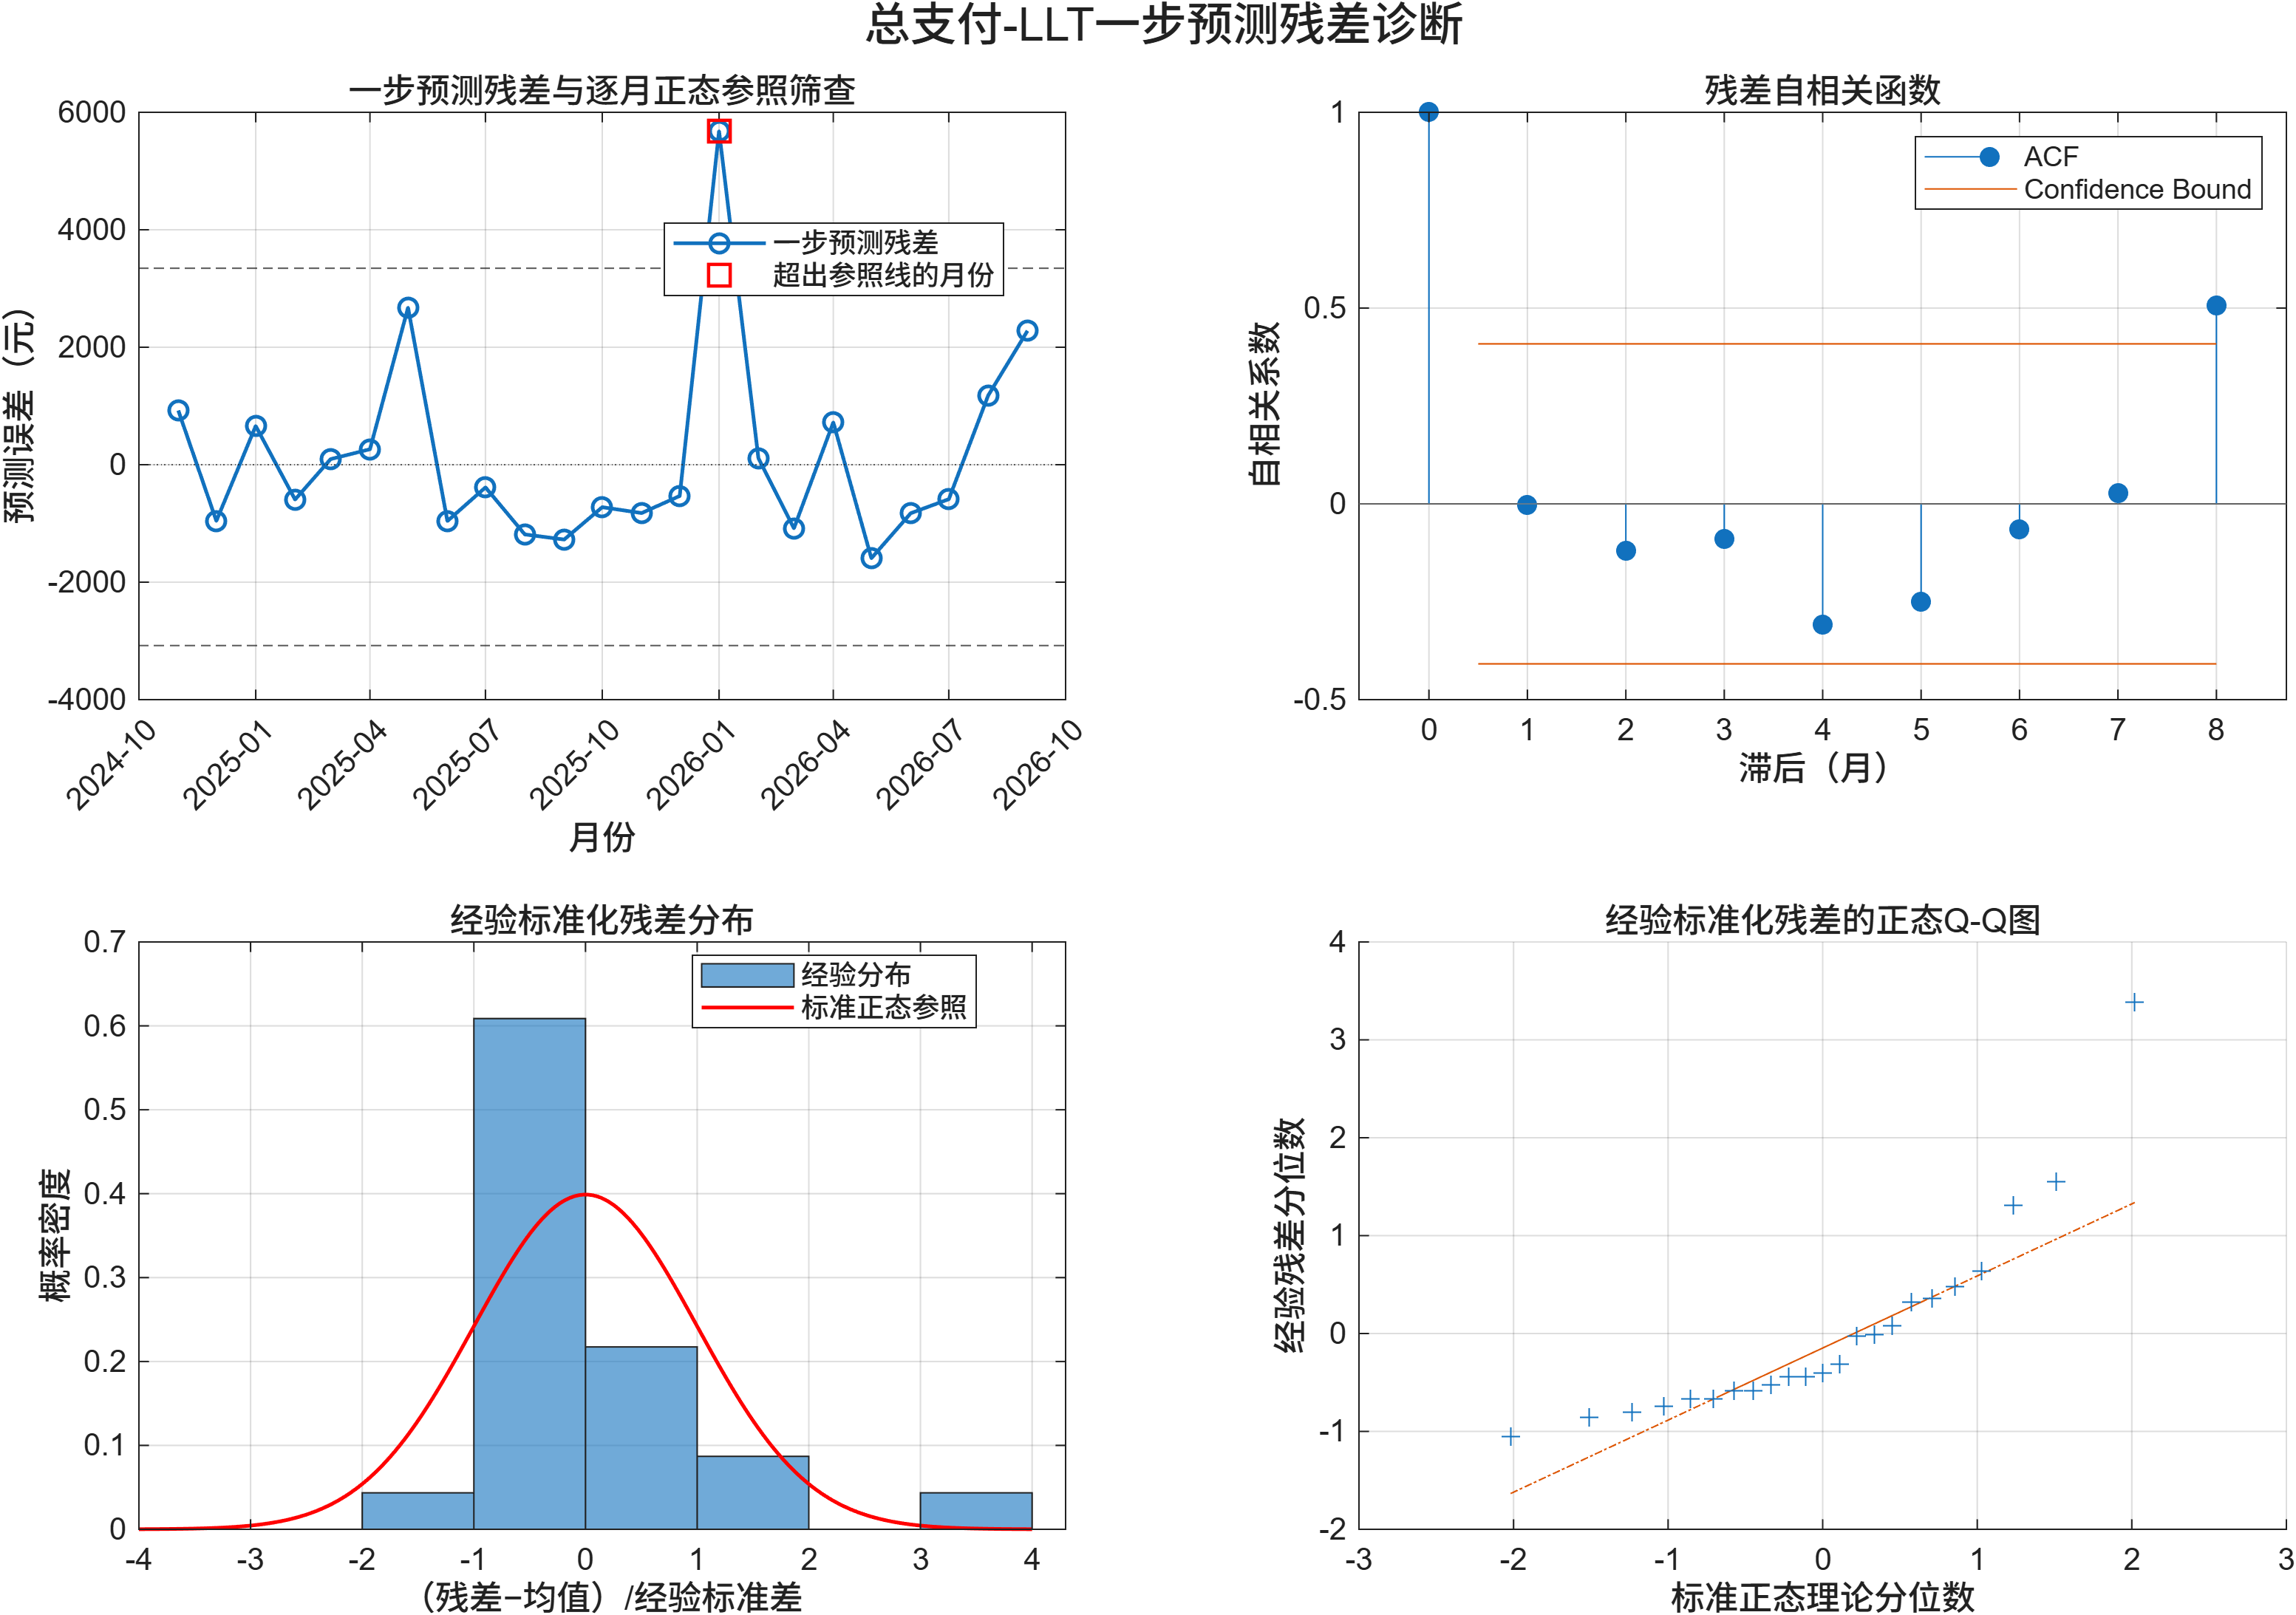 总支付-LLT一步预测残差诊断
一步预测残差与逐月正态参照筛查
6000
4000
2000
0
-2000
-4000
预测误差（元）
一步预测残差
超出参照线的月份
2024-10
2025-01
2025-04
2025-07
2025-10
2026-01
2026-04
2026-07
2026-10
月份
残差自相关函数
1
0.5
0
-0.5
自相关系数
ACF
Confidence Bound
0 1 2 3 4 5 6 7 8
滞后（月）
经验标准化残差分布
0.7
0.6
0.5
0.4
0.3
0.2
0.1
0
概率密度
经验分布
标准正态参照
-4 -3 -2 -1 0 1 2 3 4
（残差−均值）/经验标准差
经验标准化残差的正态Q-Q图
4
3
2
1
0
-1
-2
经验残差分位数
-3 -2 -1 0 1 2 3
标准正态理论分位数